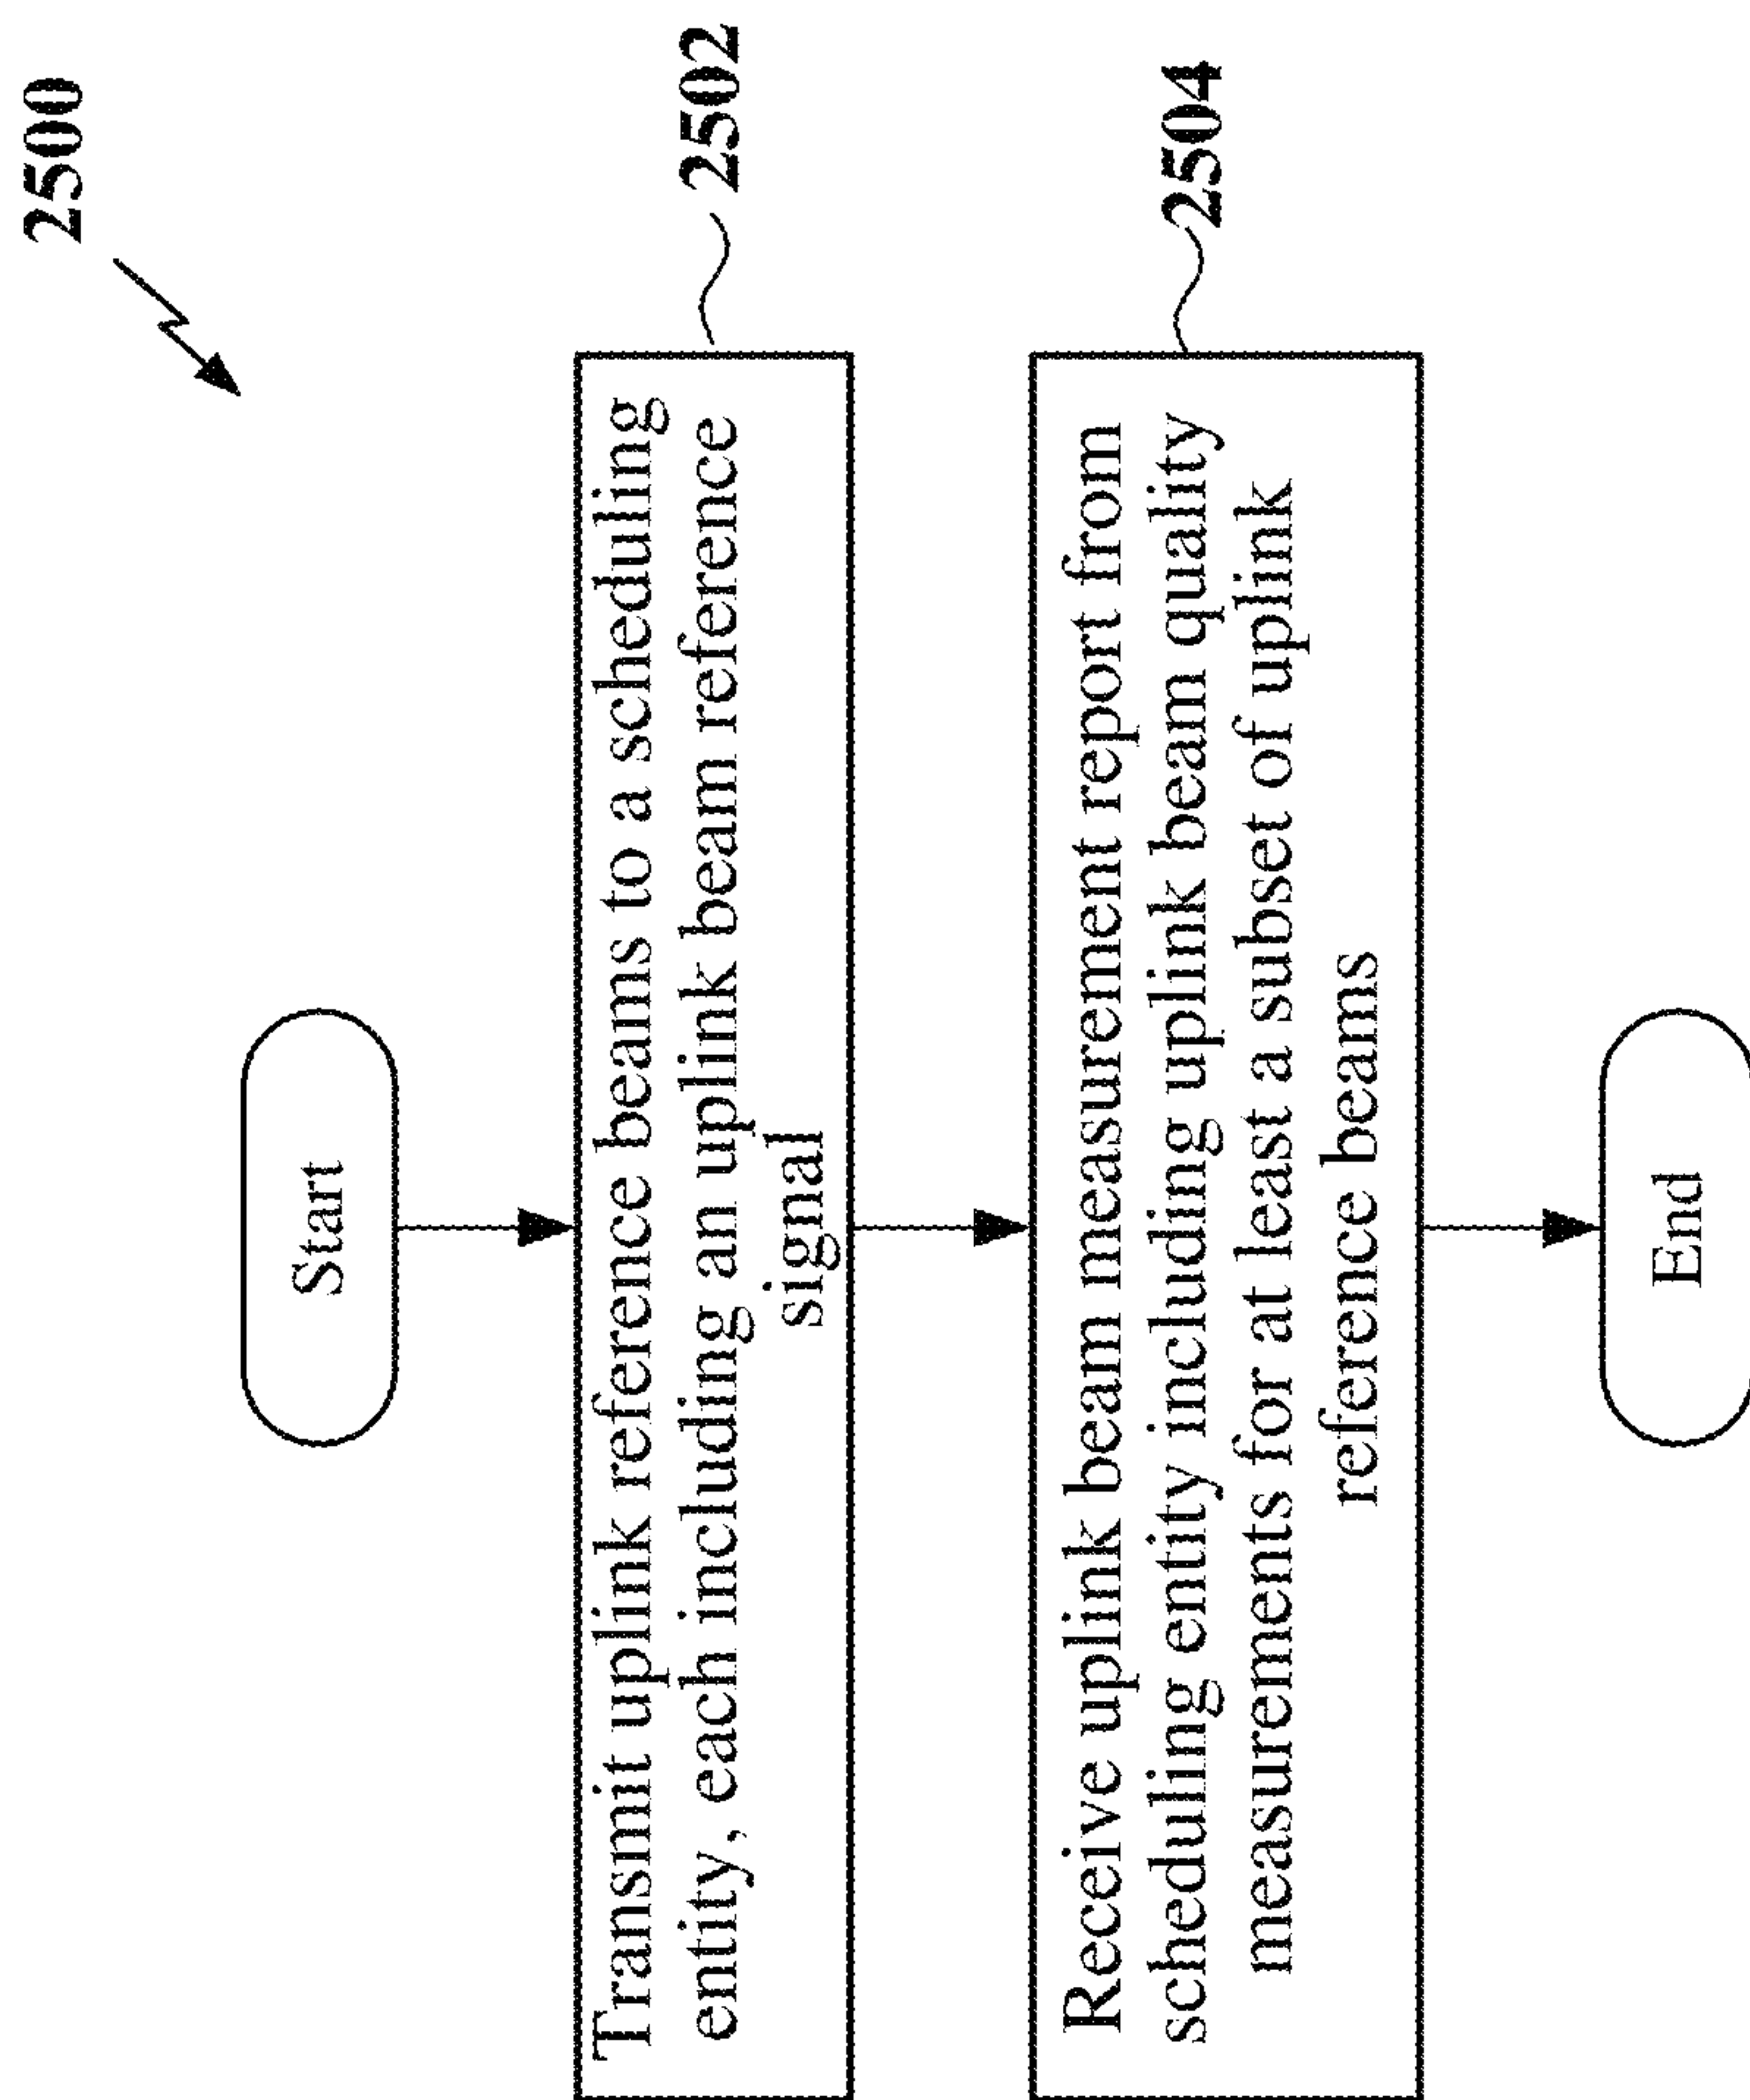 2500
Start
Transmit uplink reference beams to a scheduling
entity, each including an uplink beam reference
signal
2502
Receive uplink beam measurement report from
scheduling entity including uplink beam quality
measurements for at least a subset of uplink
reference beams
2504
End